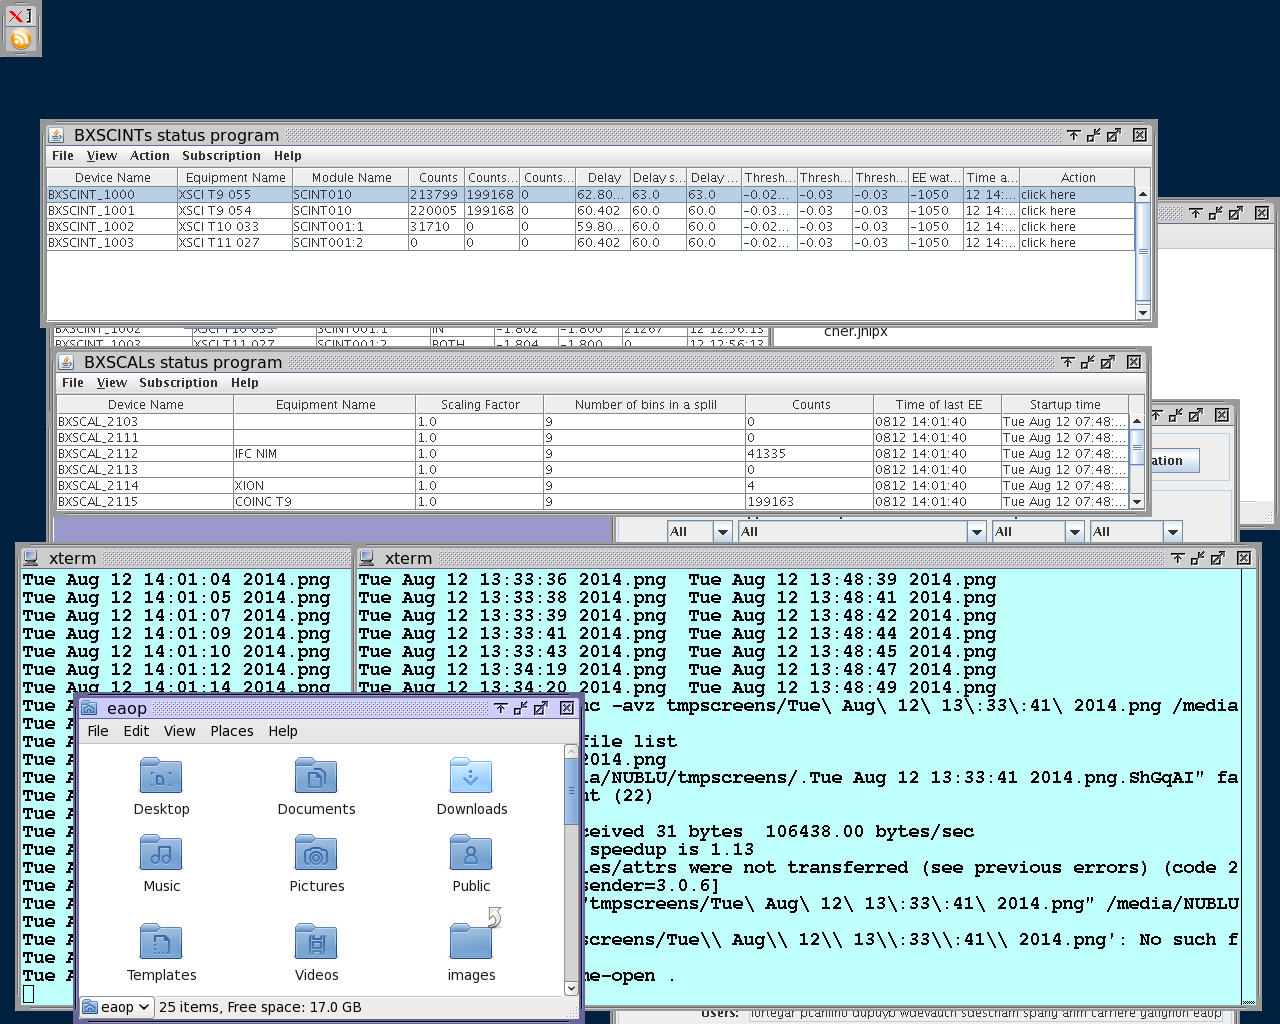 BXSCINTs status program
File View Action Subscription Help
Device Name Equipment Name Module Name Counts Counts... Counts... Delay Delay s... Delay ... Thresh... Thresh... Thresh... EE wat... Time a... Action
BXSCINT_1000 XSCI T9 055 SCINT010 213799 199168 0 62.80... 63.0 63.0 -0.02... -0.03 -0.03 -1050 12 14:... click here
BXSCINT_1001 XSCI T9 054 SCINT010 220005 199168 0 60.402 60.0 60.0 -0.03... -0.03 -0.03 -1050 12 14:... click here
BXSCINT_1002 XSCI T10 033 SCINT001:1 31710 0 0 59.80... 60.0 60.0 -0.02... -0.03 -0.03 -1050 12 14:... click here
BXSCINT_1003 XSCI T11 027 SCINT001:2 0 0 0 60.402 60.0 60.0 -0.02... -0.03 -0.03 -1050 12 14:... click here
BXSCINT_1002 XSCI T10 033 SCINT001:1 IN -1.802 -1.800 21267 12 12:56:13
cher.jnlpx
BXSCINT_1003 XSCI T11 027 SCINT001:2 BOTH -1.804 -1.800 0 12 12:56:13
BXSCALs status program
File View Subscription Help
Device Name Equipment Name Scaling Factor Number of bins in a splil Counts Time of last EE Startup time
BXSCAL_2103 1.0 9 0 0812 14:01:40 Tue Aug 12 07:48:...
BXSCAL_2111 1.0 9 0 0812 14:01:40 Tue Aug 12 07:48:...
BXSCAL_2112 IFC NIM 1.0 9 41335 0812 14:01:40 Tue Aug 12 07:48:...
BXSCAL_2113 1.0 9 0 0812 14:01:40 Tue Aug 12 07:48:...
BXSCAL_2114 XION 1.0 9 4 0812 14:01:40 Tue Aug 12 07:48:...
BXSCAL_2115 COINC T9 1.0 9 199163 0812 14:01:40 Tue Aug 12 07:48:...
ation
All All All All
xterm
Tue Aug 12 14:01:04 2014.png
Tue Aug 12 14:01:05 2014.png
Tue Aug 12 14:01:07 2014.png
Tue Aug 12 14:01:09 2014.png
Tue Aug 12 14:01:10 2014.png
Tue Aug 12 14:01:12 2014.png
Tue Aug 12 14:01:14 2014.png
xterm
Tue Aug 12 13:33:36 2014.png Tue Aug 12 13:48:39 2014.png
Tue Aug 12 13:33:38 2014.png Tue Aug 12 13:48:41 2014.png
Tue Aug 12 13:33:39 2014.png Tue Aug 12 13:48:42 2014.png
Tue Aug 12 13:33:41 2014.png Tue Aug 12 13:48:44 2014.png
Tue Aug 12 13:33:43 2014.png Tue Aug 12 13:48:45 2014.png
Tue Aug 12 13:34:19 2014.png Tue Aug 12 13:48:47 2014.png
Tue Aug 12 13:34:20 2014.png Tue Aug 12 13:48:49 2014.png
nc -avz tmpscreens/Tue\ Aug\ 12\ 13\:33\:41\ 2014.png /media
file list
2014.png
ia/NUBLU/tmpscreens/.Tue Aug 12 13:33:41 2014.png.ShGqAI" fa
nt (22)
ceived 31 bytes 106438.00 bytes/sec
speedup is 1.13
les/attrs were not transferred (see previous errors) (code 2
sender=3.0.6]
"tmpscreens/Tue\ Aug\ 12\ 13\:33\:41\ 2014.png" /media/NUBLU
screens/Tue\\ Aug\\ 12\\ 13\\:33\\:41\\ 2014.png': No such f
me-open .
eaop
File Edit View Places Help
Desktop Documents Downloads
Music Pictures Public
Templates Videos images
eaop 25 items, Free space: 17.0 GB
Users: